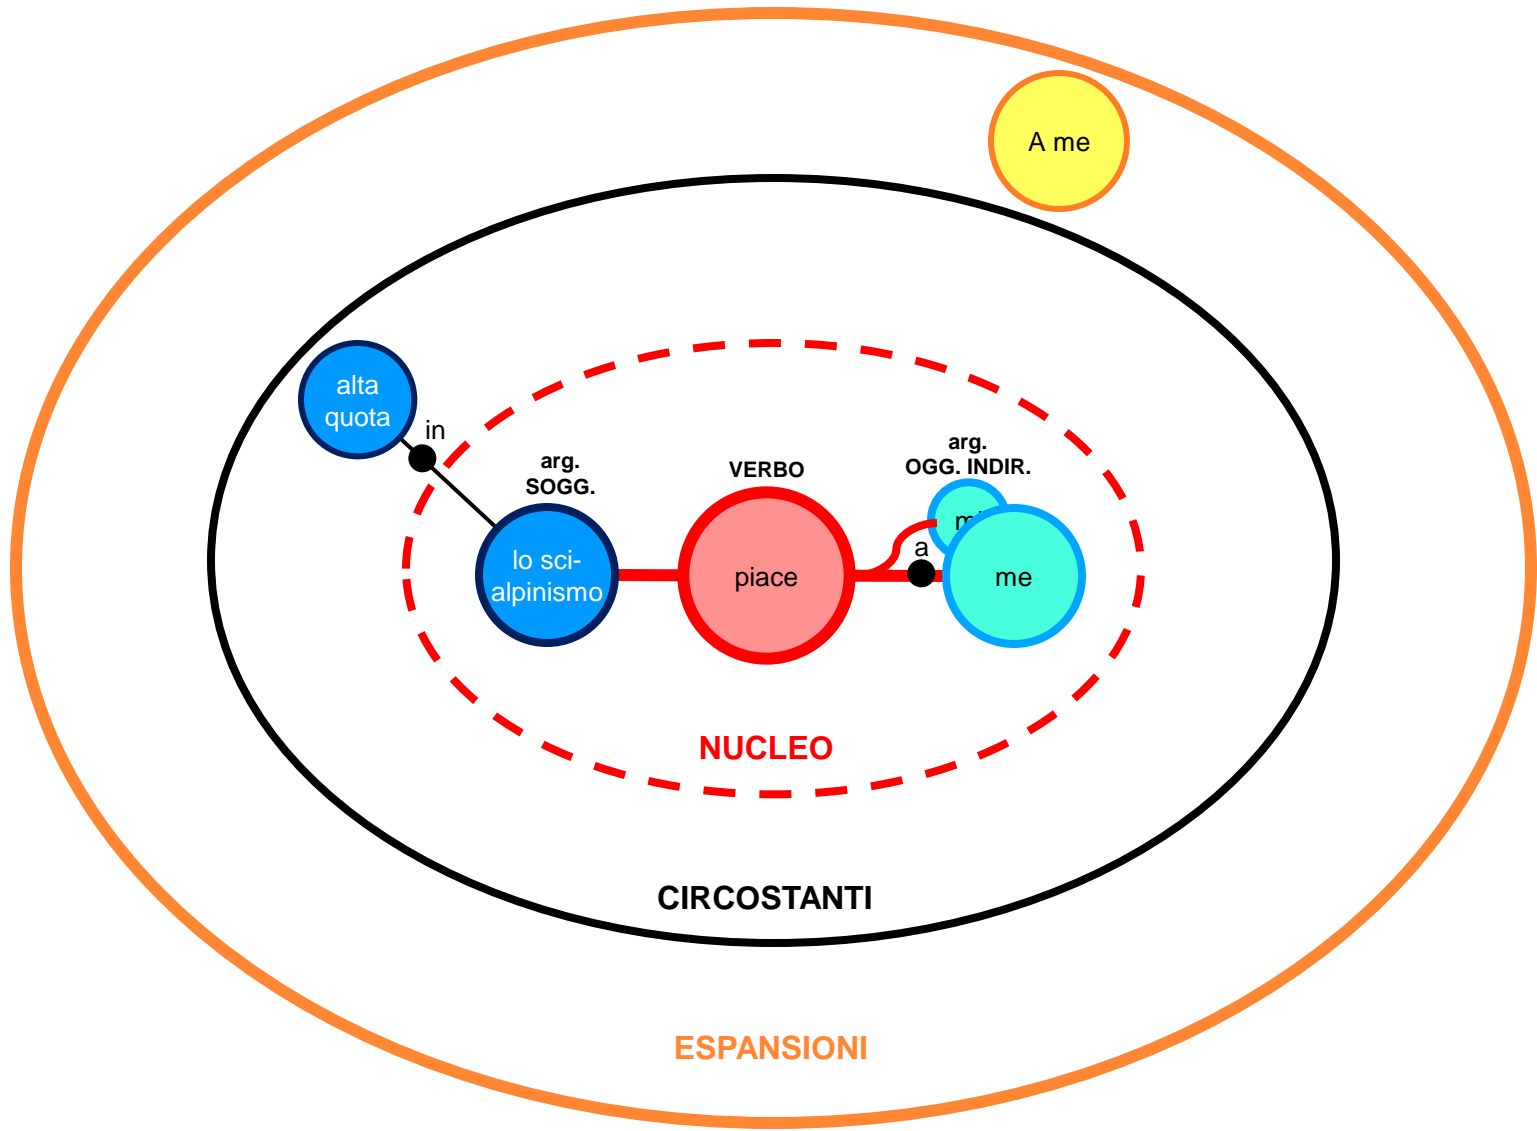 A me
alta
quota
in
arg.
SOGG.
VERBO
arg.
OGG. INDIR.
lo sci-
alpinismo
piace
a
me
NUCLEO
CIRCOSTANTI
ESPANSIONI